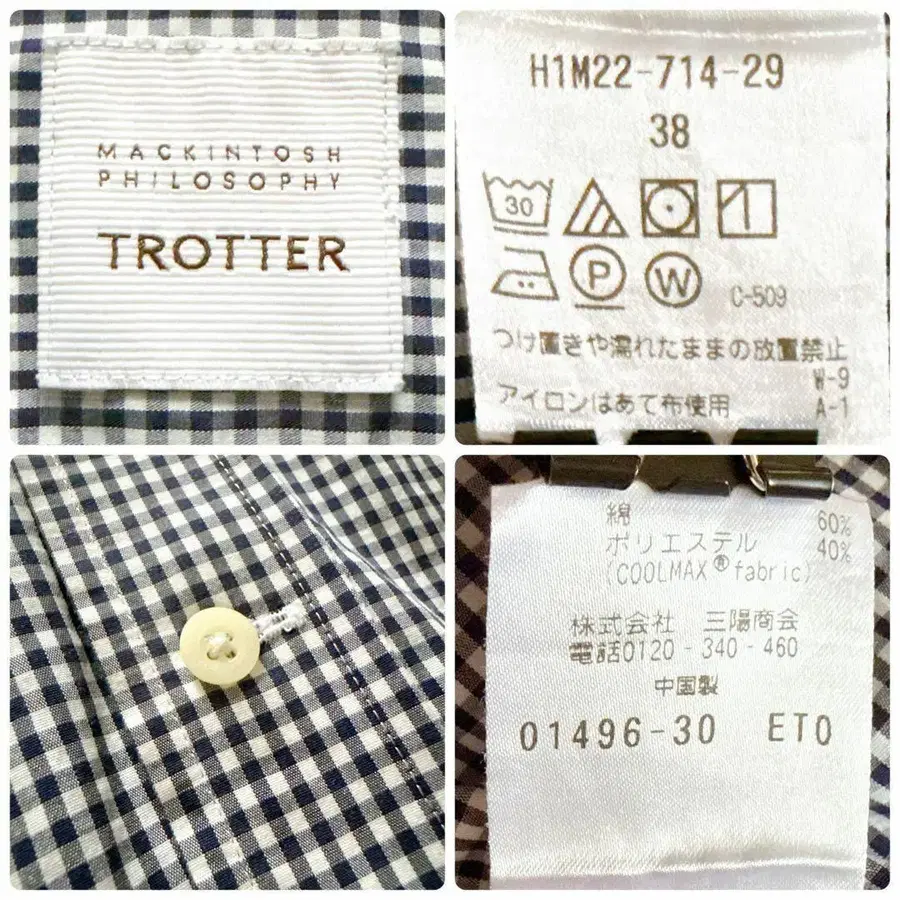 MACKINTOSH
PHILOSOPHY
TROTTER
H1M22-714-29
38
30
P W C-509
つけ置きや濡れたままの放置禁止
W-9
アイロンはあて布使用 A-1
綿 60%
ポリエステル 40%
(COOLMAX® fabric)
株式会社 三陽商会
電話0120-340-460
中国製
01496-30 ET0